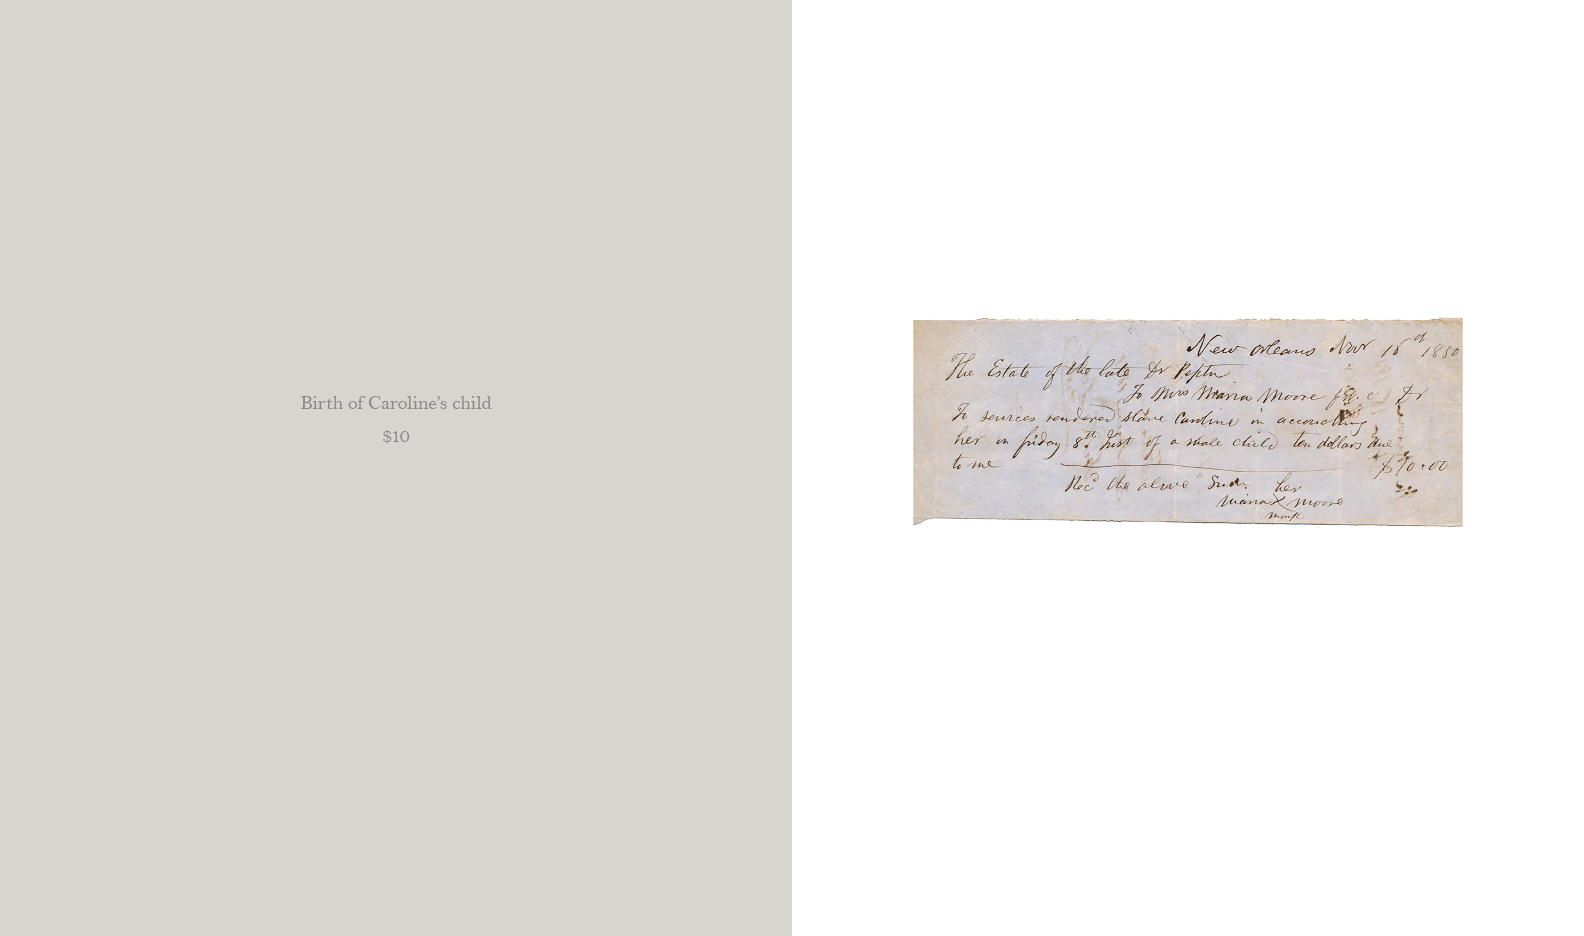 Birth of Caroline's child
$10
New Orleans Nov 16th 1850
The Estate of the late Dr
To Mrs Maria Moore f.w.c. Dr
To services rendered slave Caroline in accouching
her on friday 8th Inst of a male child ten dollars due
to me $10.00
Recd the above Sum. her
Maria X Moore
mark